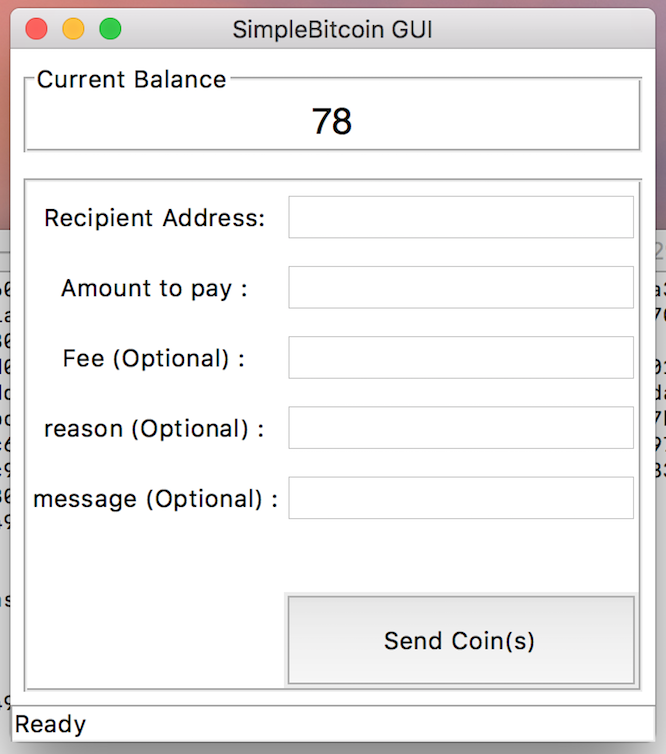 SimpleBitcoin GUI
Current Balance
78
Recipient Address:
Amount to pay :
Fee (Optional) :
reason (Optional) :
message (Optional) :
Send Coin(s)
Ready